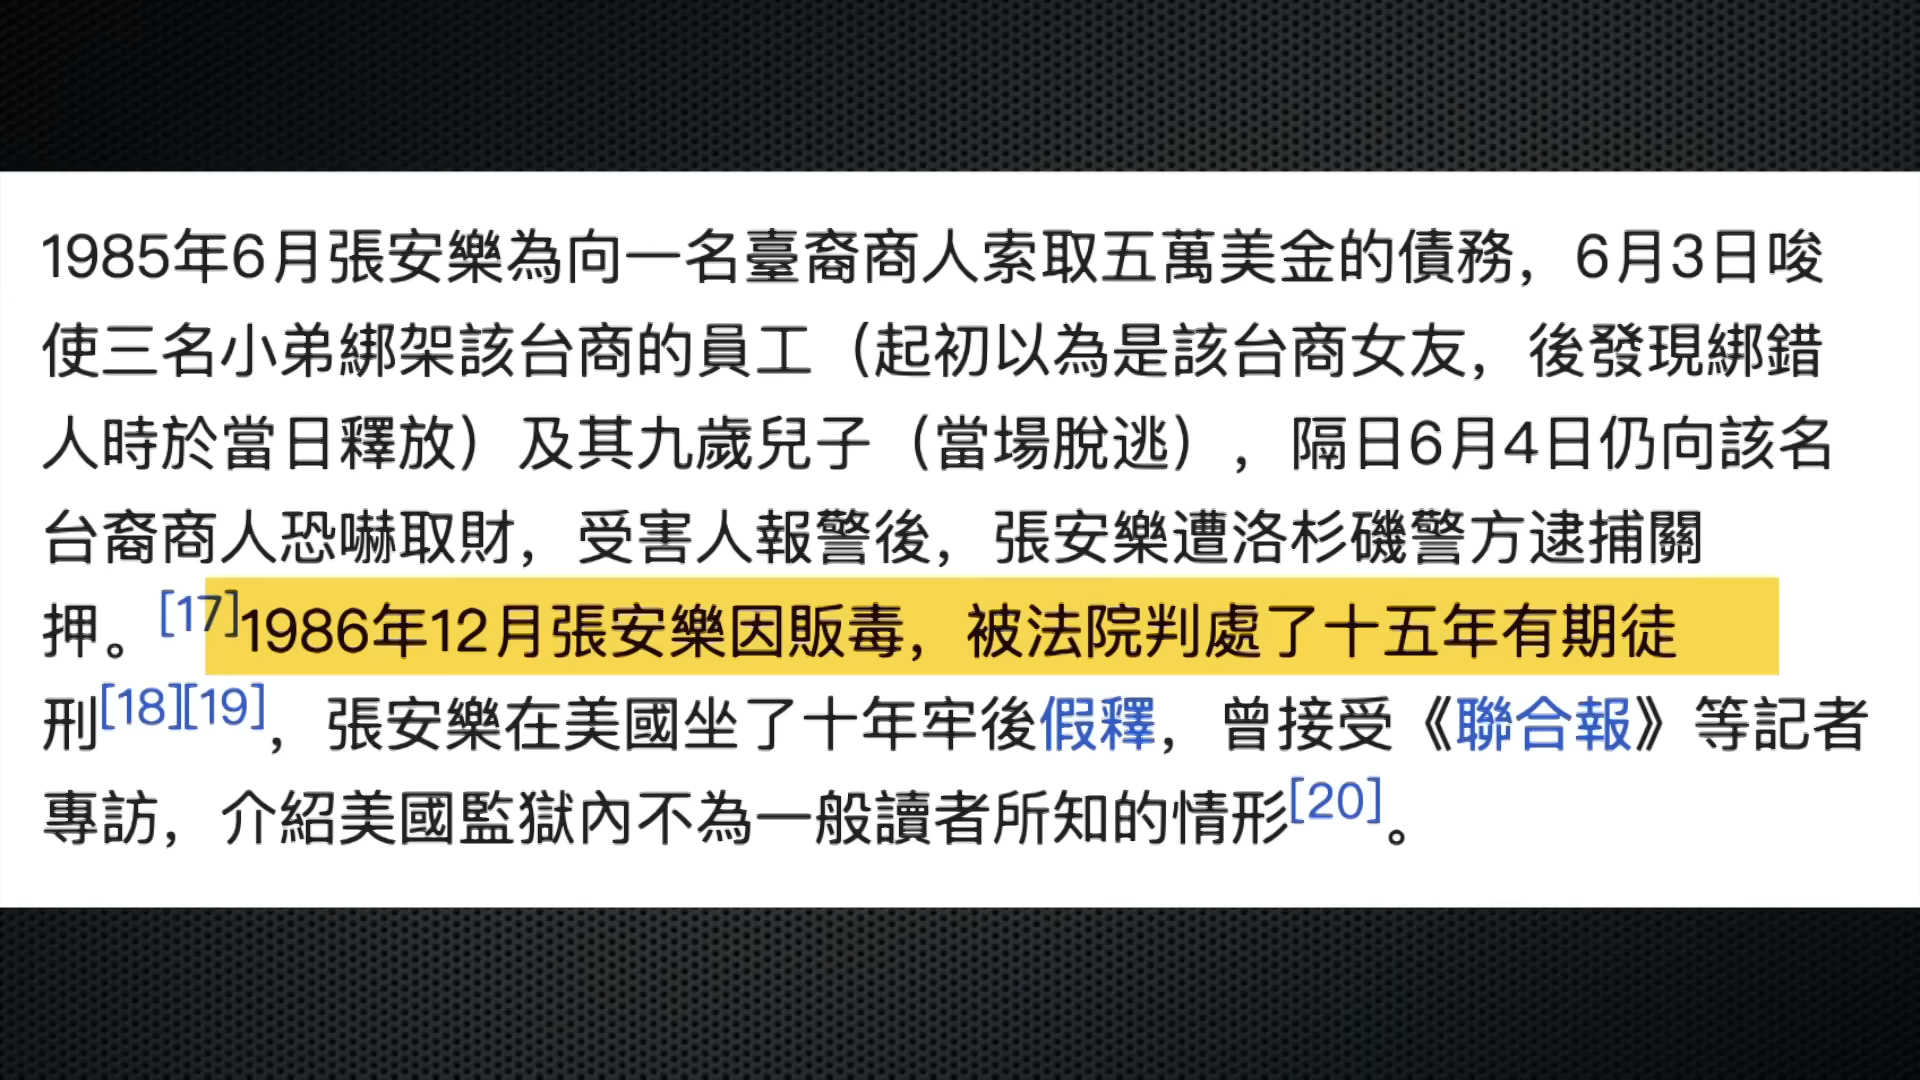 1985年6月張安樂為向一名臺裔商人索取五萬美金的債務，6月3日唆
使三名小弟綁架該台商的員工（起初以為是該台商女友，後發現綁錯
人時於當日釋放）及其九歲兒子（當場脫逃），隔日6月4日仍向該名
台裔商人恐嚇取財，受害人報警後，張安樂遭洛杉磯警方逮捕關
押。[17]1986年12月張安樂因販毒，被法院判處了十五年有期徒
刑[18][19]，張安樂在美國坐了十年牢後假釋，曾接受《聯合報》等記者
專訪，介紹美國監獄內不為一般讀者所知的情形[20]。